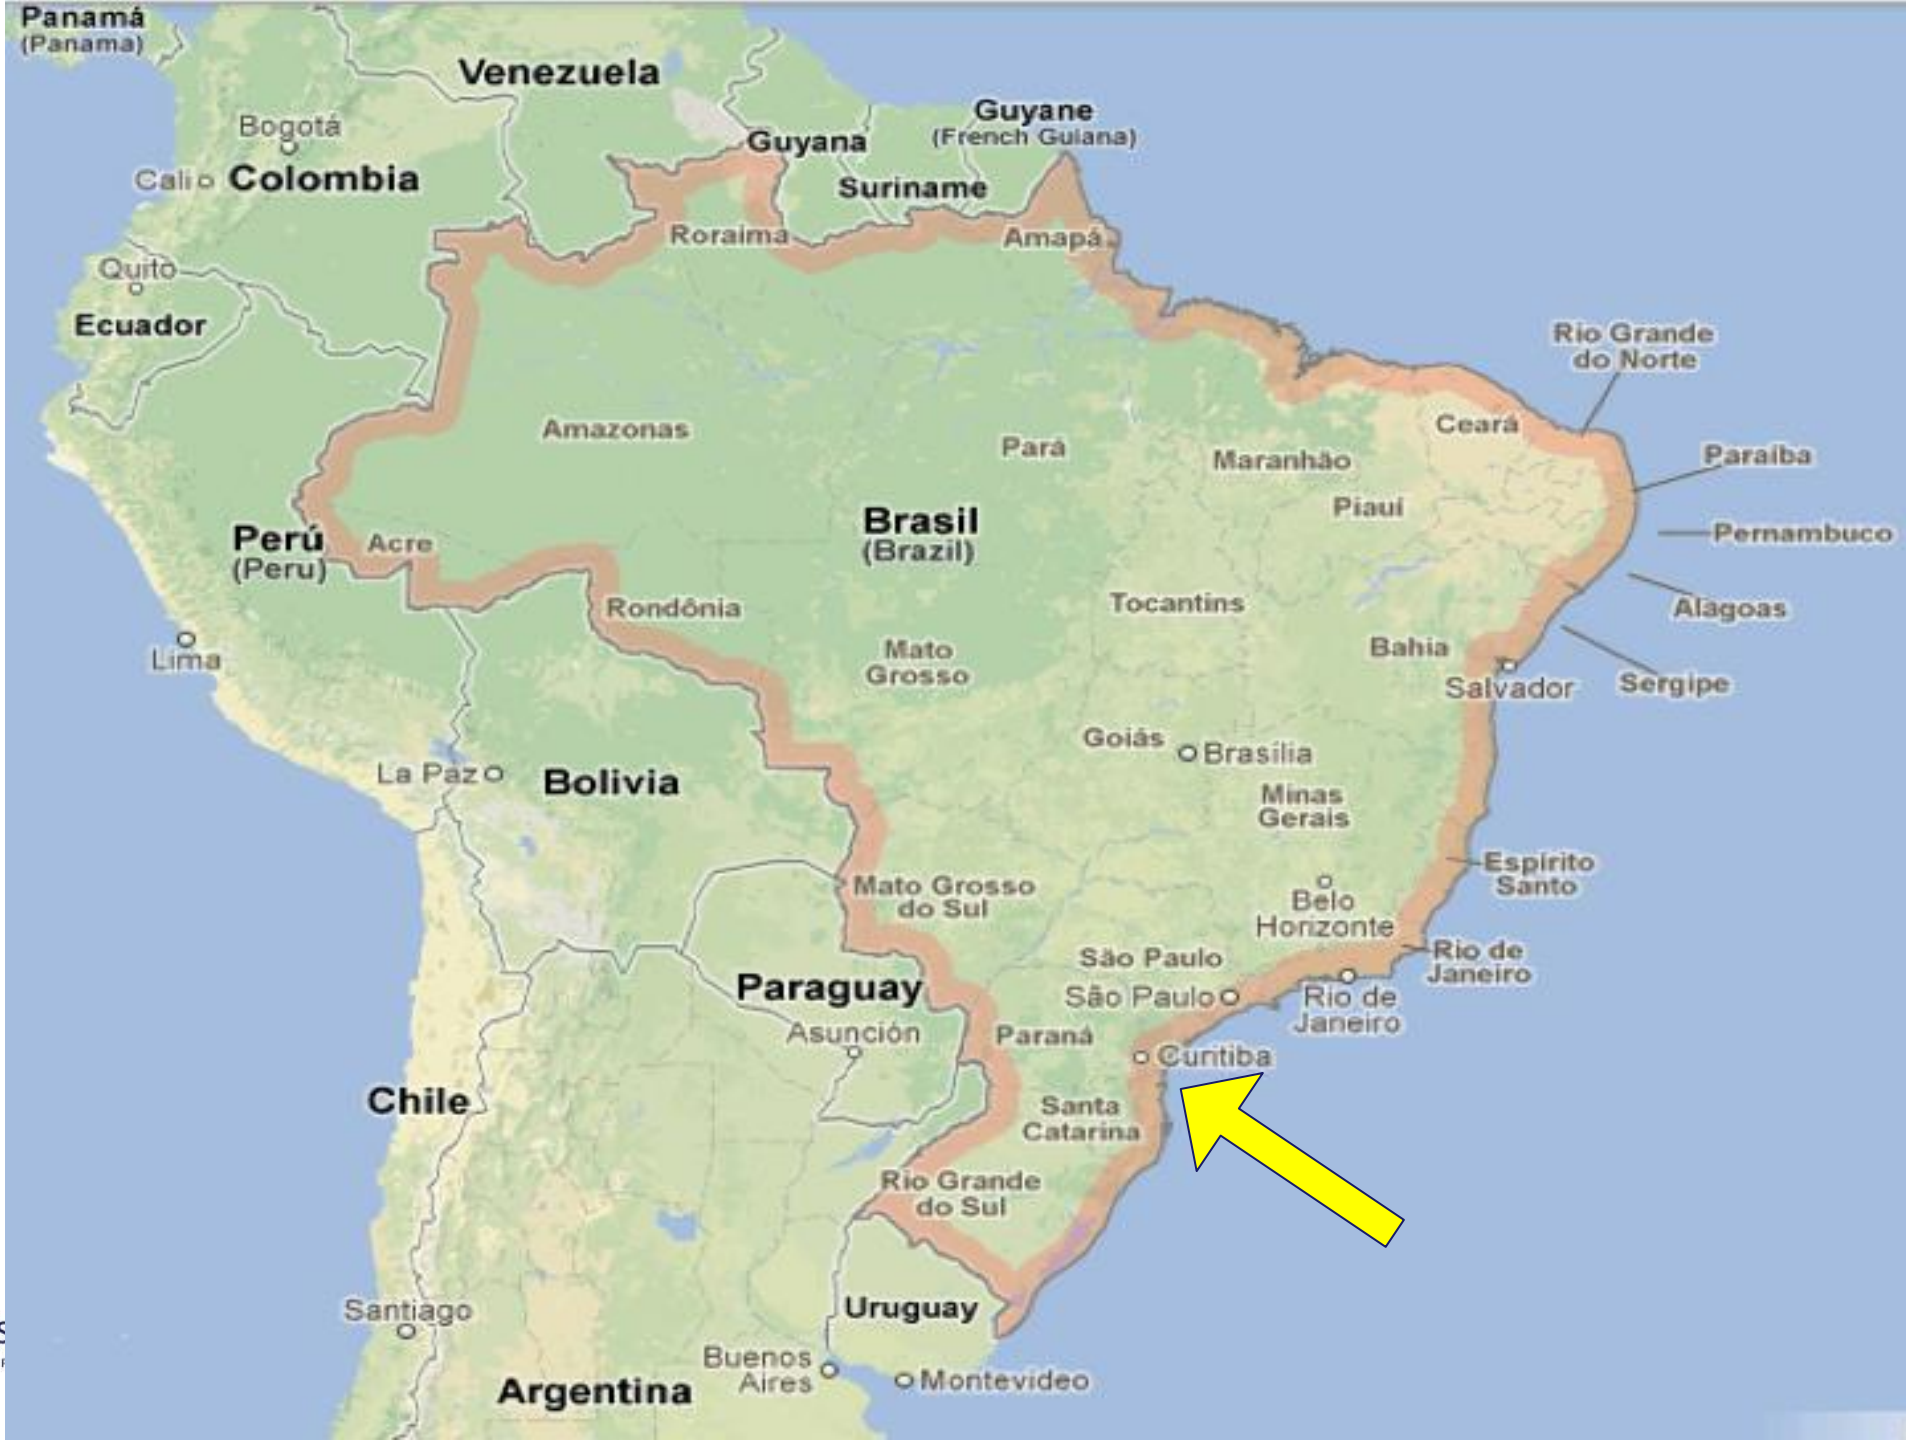 Panamá
(Panama)
Venezuela
Guyane
(French Guiana)
Bogotá
Guyana
Cali
Colombia
Suriname
Roraima
Amapá
Quito
Ecuador
Rio Grande
do Norte
Amazonas
Pará
Maranhão
Ceará
Paraíba
Piauí
Brasil
(Brazil)
Perú
(Peru)
Acre
Pernambuco
Rondônia
Tocantins
Alagoas
Lima
Mato
Grosso
Bahia
Salvador
Sergipe
Goiás
Brasília
La Paz
Bolivia
Minas
Gerais
Espírito
Santo
Mato Grosso
do Sul
Belo
Horizonte
São Paulo
Rio de
Janeiro
Paraguay
São Paulo
Rio de
Janeiro
Asunción
Paraná
Curitiba
Chile
Santa
Catarina
Rio Grande
do Sul
Santiago
Uruguay
Buenos
Aires
Montevideo
Argentina